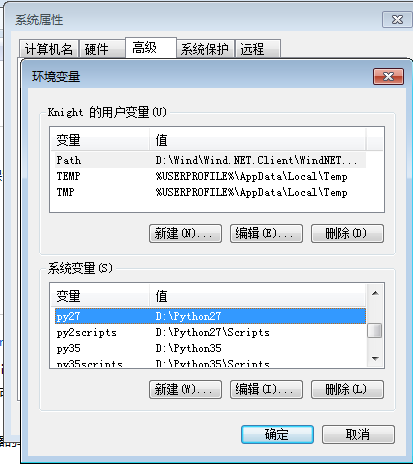 系统属性
计算机名 硬件 高级 系统保护 远程
环境变量
Knight 的用户变量(U)
变量 值
Path D:\Wind\Wind.NET.Client\WindNET...
TEMP %USERPROFILE%\AppData\Local\Temp
TMP %USERPROFILE%\AppData\Local\Temp
新建(N)... 编辑(E)... 删除(D)
系统变量(S)
变量 值
py27 D:\Python27
py2scripts D:\Python27\Scripts
py35 D:\Python35
py35scripts D:\Python35\Scripts
新建(W)... 编辑(I)... 删除(L)
确定 取消